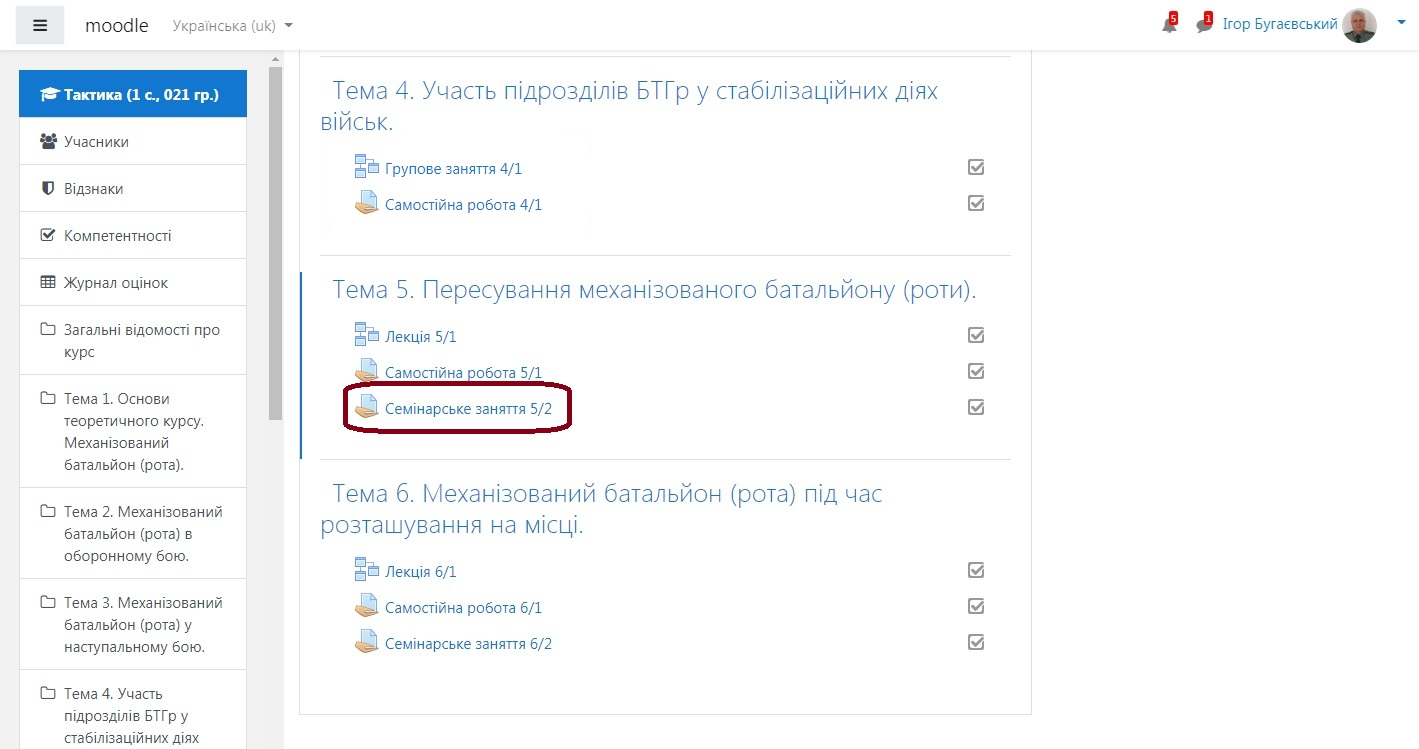 moodle Українська (uk) 5 1 Ігор Бугаєвський
Тактика (1 с., 021 гр.)
Учасники
Відзнаки
Компетентності
Журнал оцінок
Загальні відомості про
курс
Тема 1. Основи
теоретичного курсу.
Механізований
батальйон (рота).
Тема 2. Механізований
батальйон (рота) в
оборонному бою.
Тема 3. Механізований
батальйон (рота) у
наступальному бою.
Тема 4. Участь
підрозділів БТГр у
стабілізаційних діях
Тема 4. Участь підрозділів БТГр у стабілізаційних діях
військ.
Групове заняття 4/1
Самостійна робота 4/1
Тема 5. Пересування механізованого батальйону (роти).
Лекція 5/1
Самостійна робота 5/1
Семінарське заняття 5/2
Тема 6. Механізований батальйон (рота) під час
розташування на місці.
Лекція 6/1
Самостійна робота 6/1
Семінарське заняття 6/2